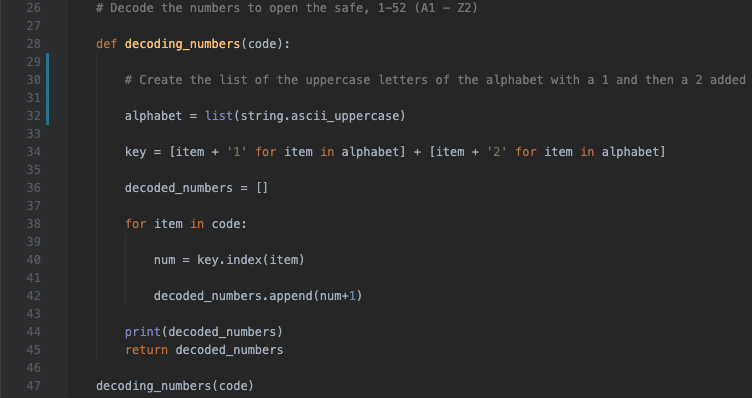 26 # Decode the numbers to open the safe, 1-52 (A1 - Z2)
27
28 def decoding_numbers(code):
29
30 # Create the list of the uppercase letters of the alphabet with a 1 and then a 2 added
31
32 alphabet = list(string.ascii_uppercase)
33
34 key = [item + '1' for item in alphabet] + [item + '2' for item in alphabet]
35
36 decoded_numbers = []
37
38 for item in code:
39
40 num = key.index(item)
41
42 decoded_numbers.append(num+1)
43
44 print(decoded_numbers)
45 return decoded_numbers
46
47 decoding_numbers(code)